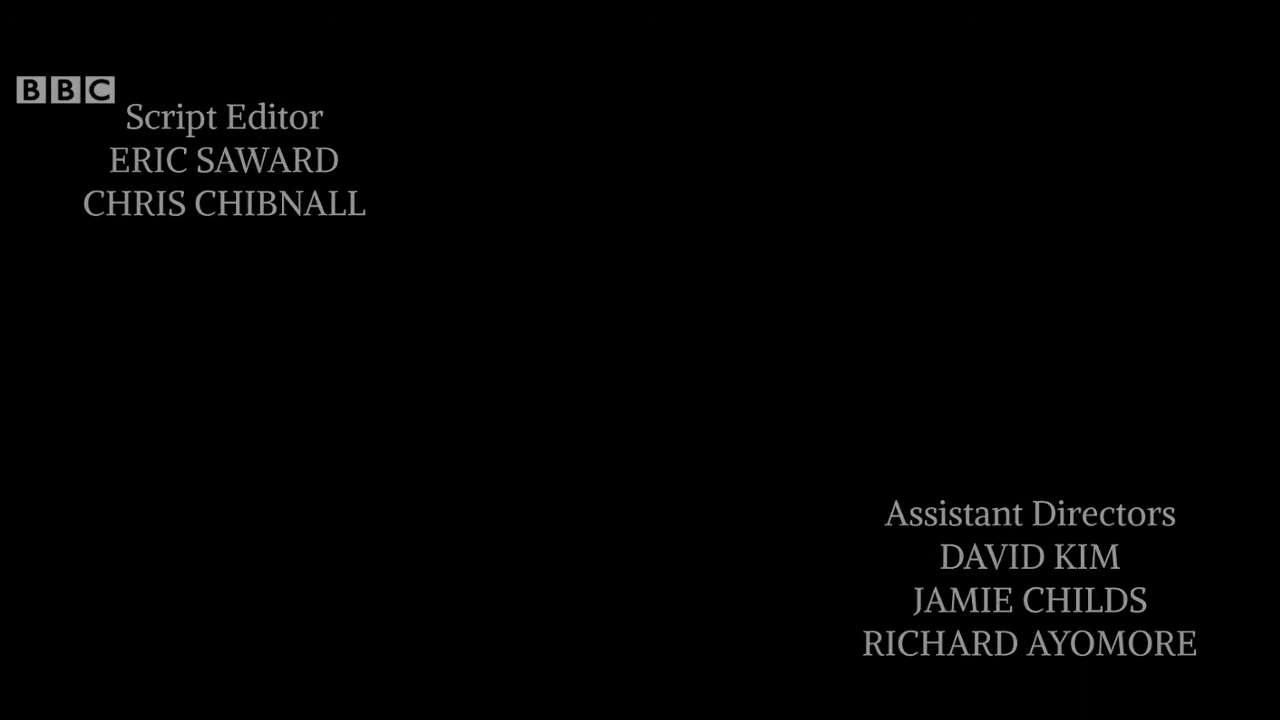 BBC
Script Editor
ERIC SAWARD
CHRIS CHIBNALL
Assistant Directors
DAVID KIM
JAMIE CHILDS
RICHARD AYOMORE